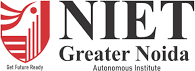 NIET
Greater Noida
Get Future Ready
Autonomous Institute